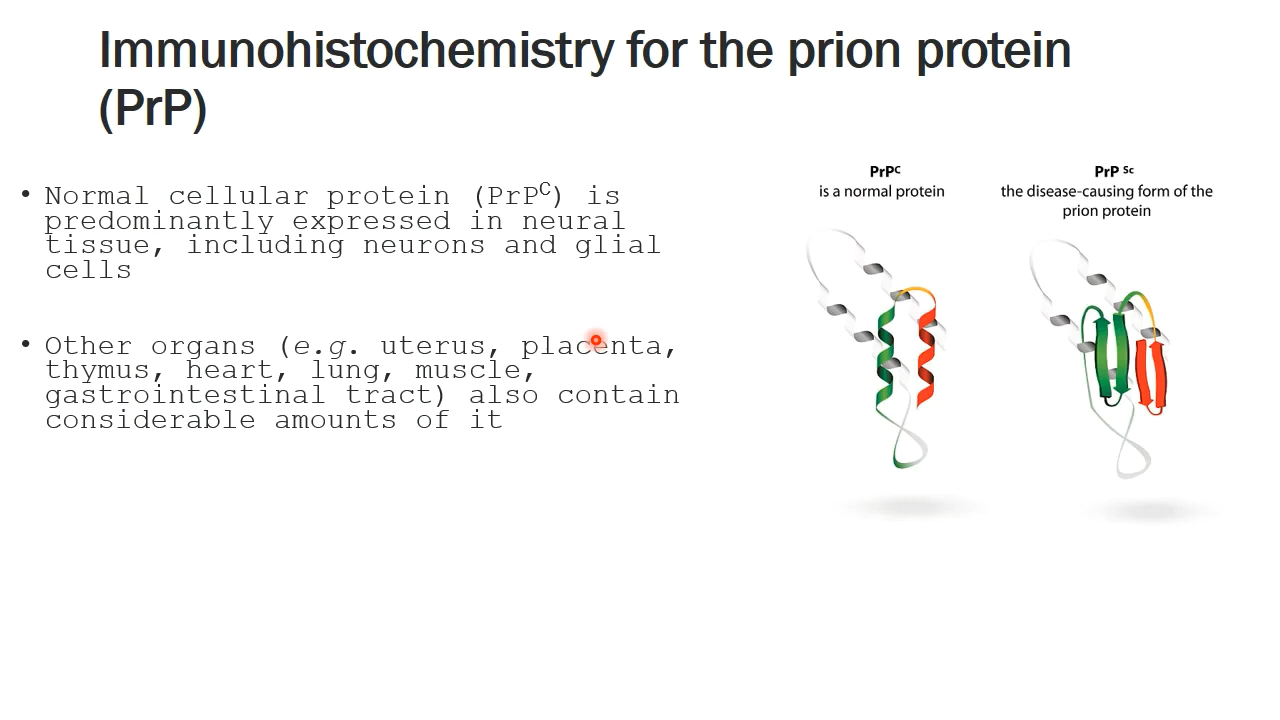 Immunohistochemistry for the prion protein
(PrP)
• Normal cellular protein (PrPC) is
predominantly expressed in neural
tissue, including neurons and glial
cells
• Other organs (e.g. uterus, placenta,
thymus, heart, lung, muscle,
gastrointestinal tract) also contain
considerable amounts of it
PrPC
is a normal protein
PrP Sc
the disease-causing form of the
prion protein